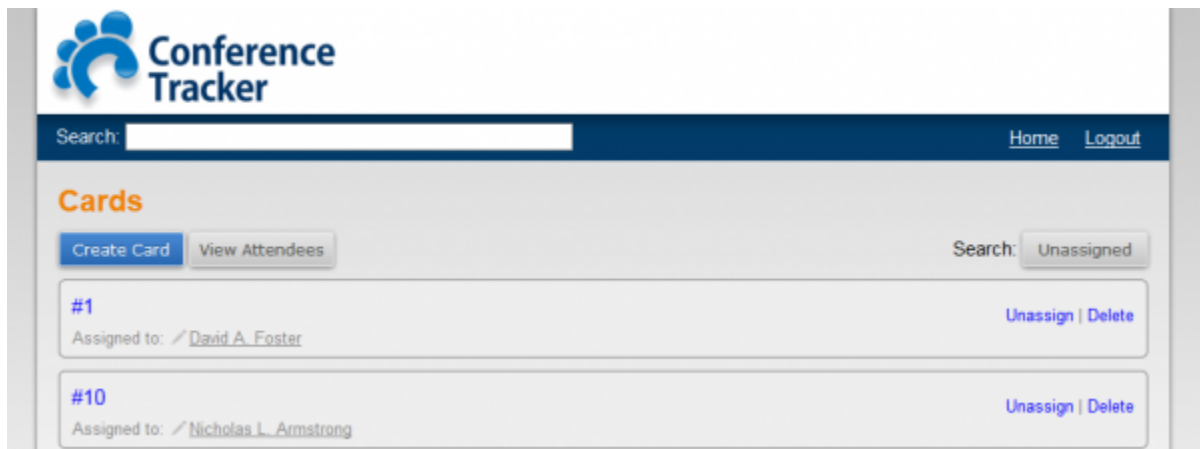 Conference
Tracker
Search:
Home Logout
Cards
Create Card View Attendees Search: Unassigned
#1
Unassign | Delete
Assigned to: David A. Foster
#10
Unassign | Delete
Assigned to: Nicholas L. Armstrong